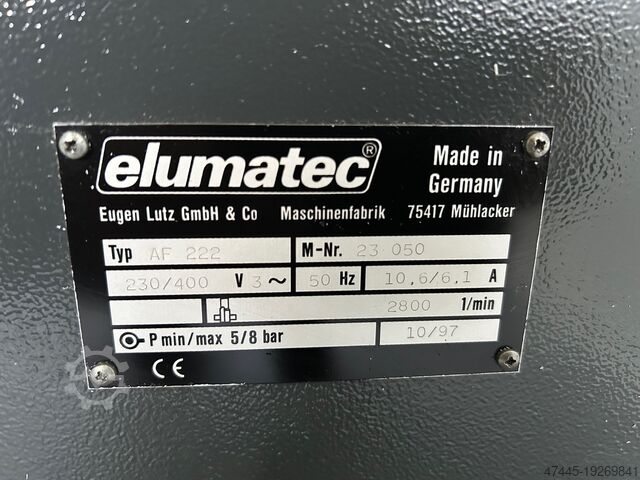 elumatec®
Made in
Germany
Eugen Lutz GmbH & Co Maschinenfabrik 75417 Mühlacker
Typ AF 222 M-Nr. 23 050
230/400 V 3 ~ 50 Hz 10,6/6,1 A
2800 1/min
P min/max 5/8 bar 10/97
CE
47445-19269841